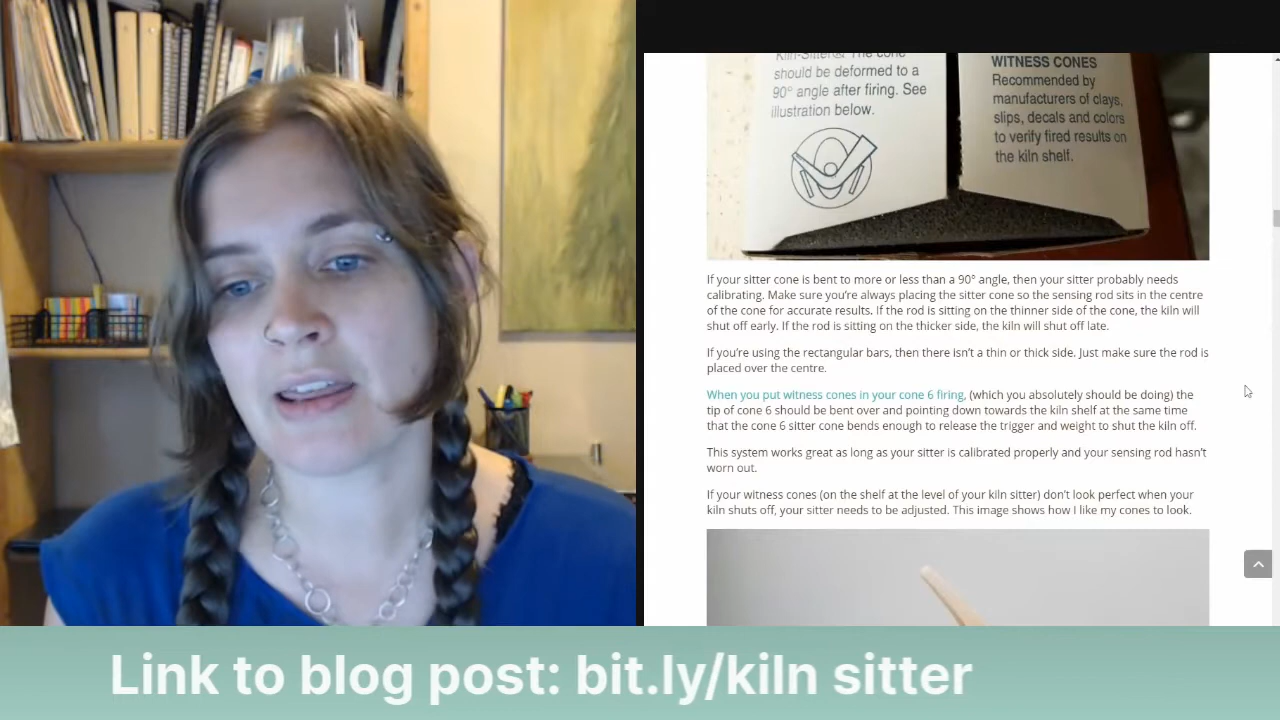 Kiln-Sitter® The cone
should be deformed to a
90° angle after firing. See
illustration below.
WITNESS CONES
Recommended by
manufacturers of clays,
slips, decals and colors
to verify fired results on
the kiln shelf.
If your sitter cone is bent to more or less than a 90° angle, then your sitter probably needs
calibrating. Make sure you’re always placing the sitter cone so the sensing rod sits in the centre
of the cone for accurate results. If the rod is sitting on the thinner side of the cone, the kiln will
shut off early. If the rod is sitting on the thicker side, the kiln will shut off late.
If you’re using the rectangular bars, then there isn’t a thin or thick side. Just make sure the rod is
placed over the centre.
When you put witness cones in your cone 6 firing, (which you absolutely should be doing) the
tip of cone 6 should be bent over and pointing down towards the kiln shelf at the same time
that the cone 6 sitter cone bends enough to release the trigger and weight to shut the kiln off.
This system works great as long as your sitter is calibrated properly and your sensing rod hasn’t
worn out.
If your witness cones (on the shelf at the level of your kiln sitter) don’t look perfect when your
kiln shuts off, your sitter needs to be adjusted. This image shows how I like my cones to look.
Link to blog post: bit.ly/kiln sitter